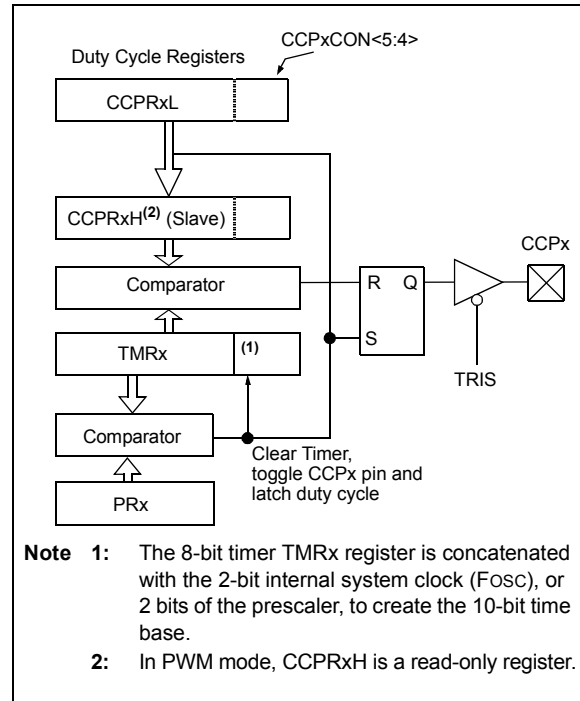 CCPxCON<5:4>
Duty Cycle Registers
CCPRxL
CCPRxH(2) (Slave)
CCPx
Comparator
R Q
TMRx (1)
S
TRIS
Comparator
Clear Timer,
toggle CCPx pin and
latch duty cycle
PRx
Note 1: The 8-bit timer TMRx register is concatenated
with the 2-bit internal system clock (FOSC), or
2 bits of the prescaler, to create the 10-bit time
base.
2: In PWM mode, CCPRxH is a read-only register.